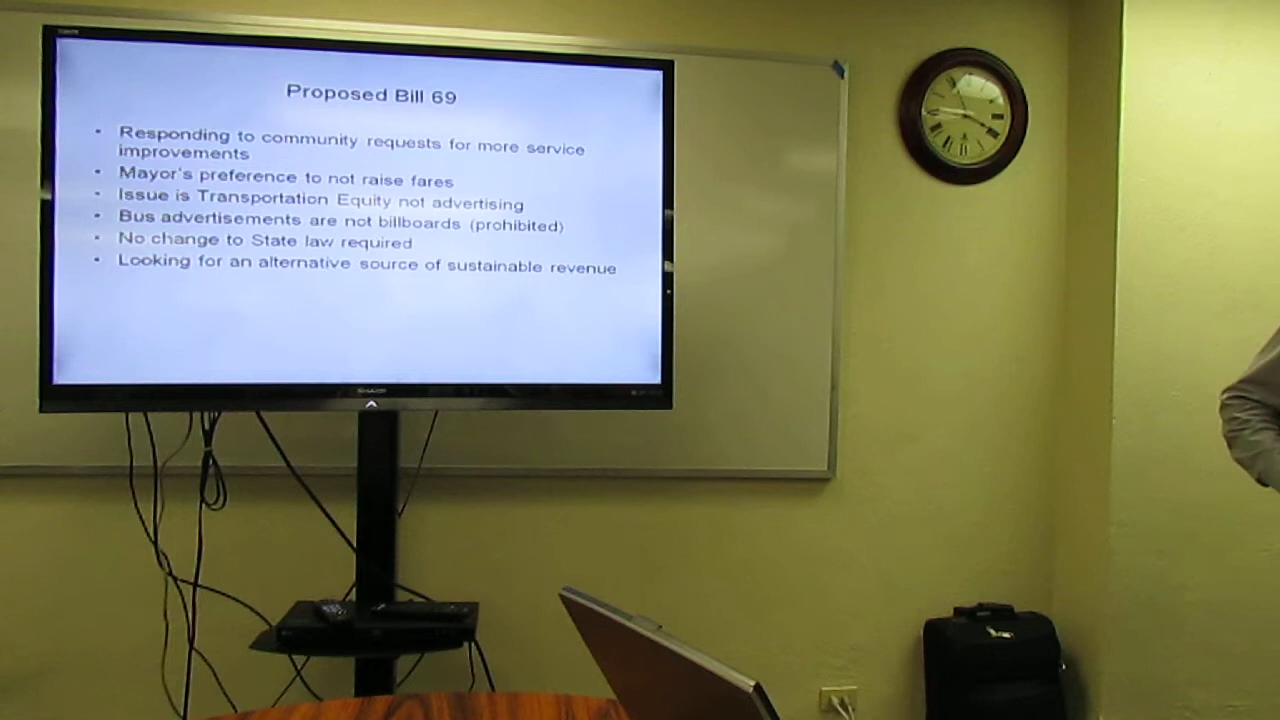 Proposed Bill 69
• Responding to community requests for more service
improvements
• Mayor's preference to not raise fares
• Issue is Transportation Equity not advertising
• Bus advertisements are not billboards (prohibited)
• No change to State law required
• Looking for an alternative source of sustainable revenue
SHARP